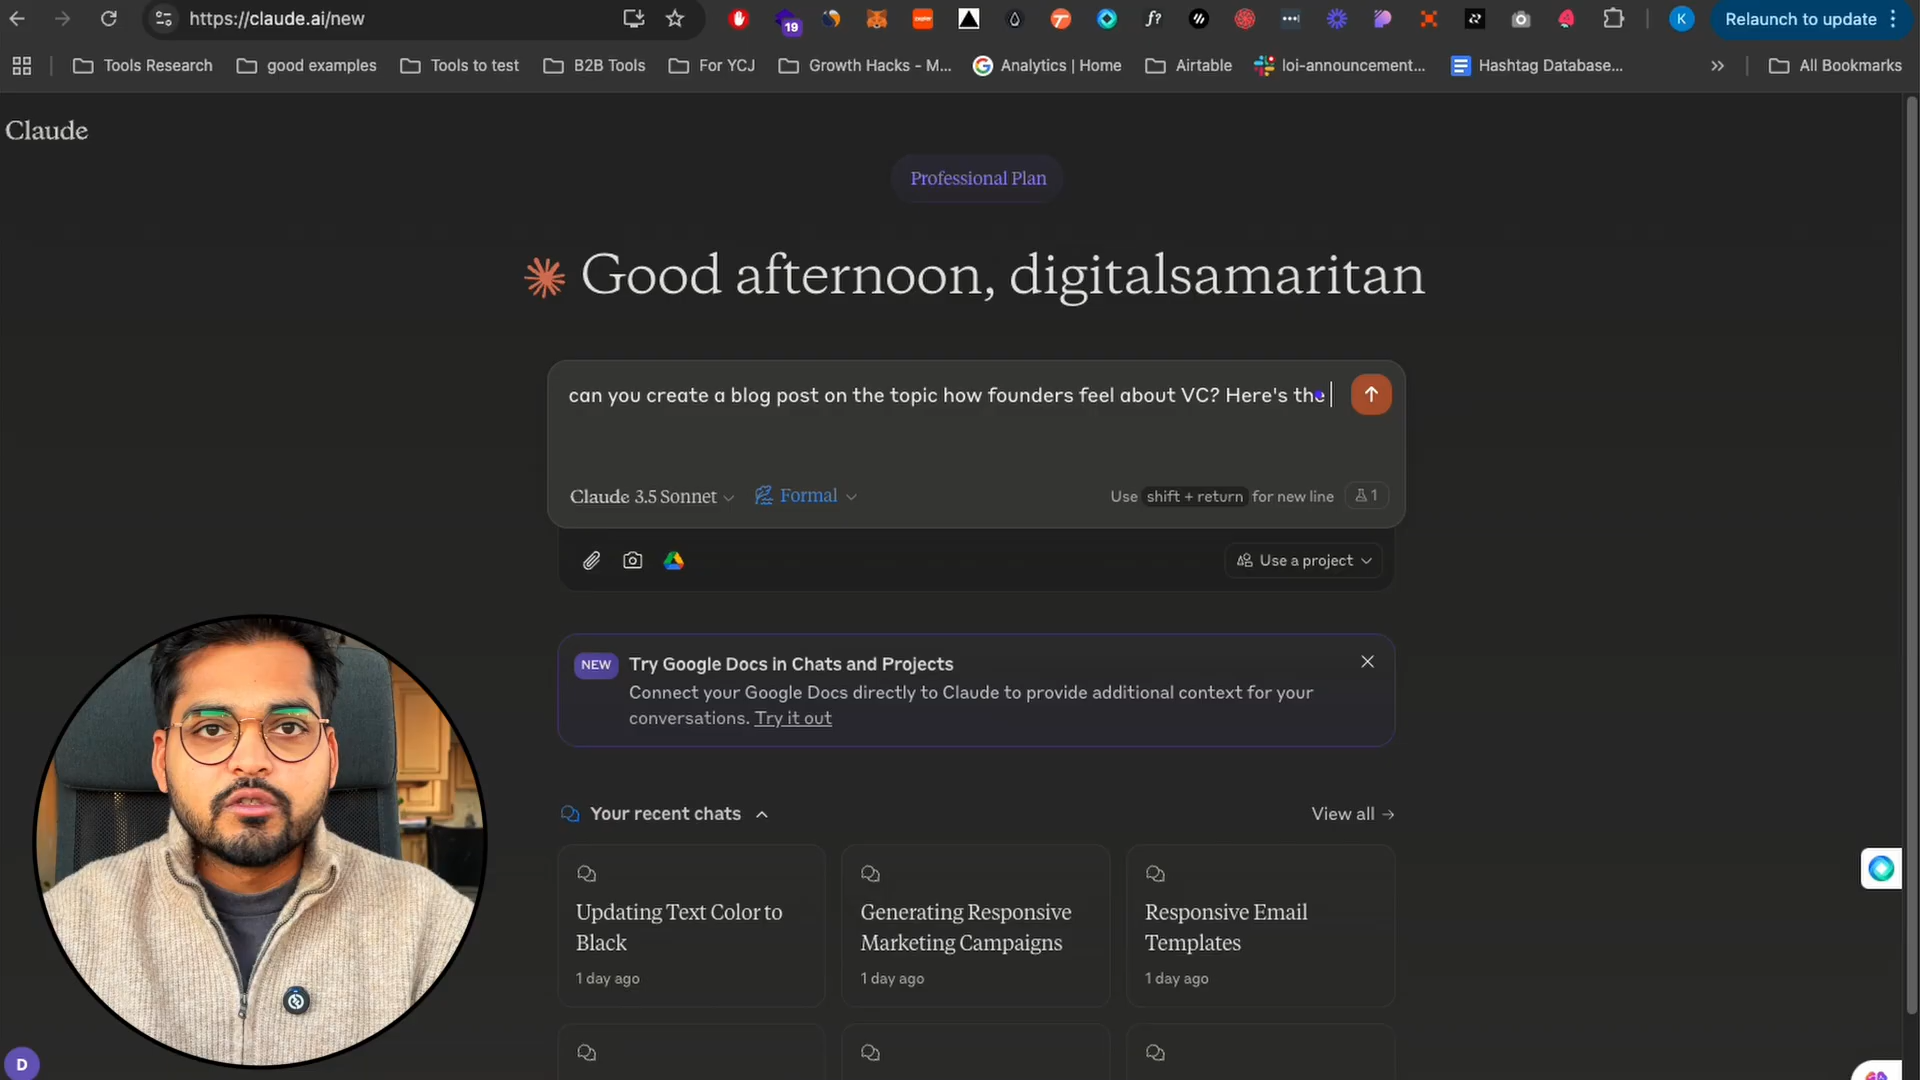 https://claude.ai/new
19
K
Relaunch to update
Tools Research
good examples
Tools to test
B2B Tools
For YCJ
Growth Hacks - M...
Analytics | Home
Airtable
loi-announcement...
Hashtag Database...
All Bookmarks
Claude
Professional Plan
Good afternoon, digitalsamaritan
can you create a blog post on the topic how founders feel about VC? Here's the
Claude 3.5 Sonnet
Formal
Use shift + return for new line
1
Use a project
NEW
Try Google Docs in Chats and Projects
Connect your Google Docs directly to Claude to provide additional context for your
conversations. Try it out
Your recent chats
View all →
Updating Text Color to
Black
1 day ago
Generating Responsive
Marketing Campaigns
1 day ago
Responsive Email
Templates
1 day ago
D